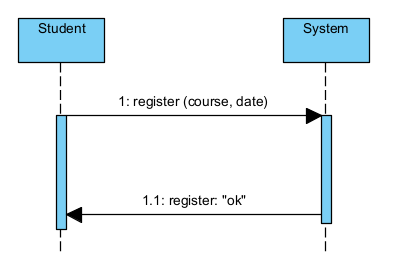 Student
System
1: register (course, date)
1.1: register: "ok"